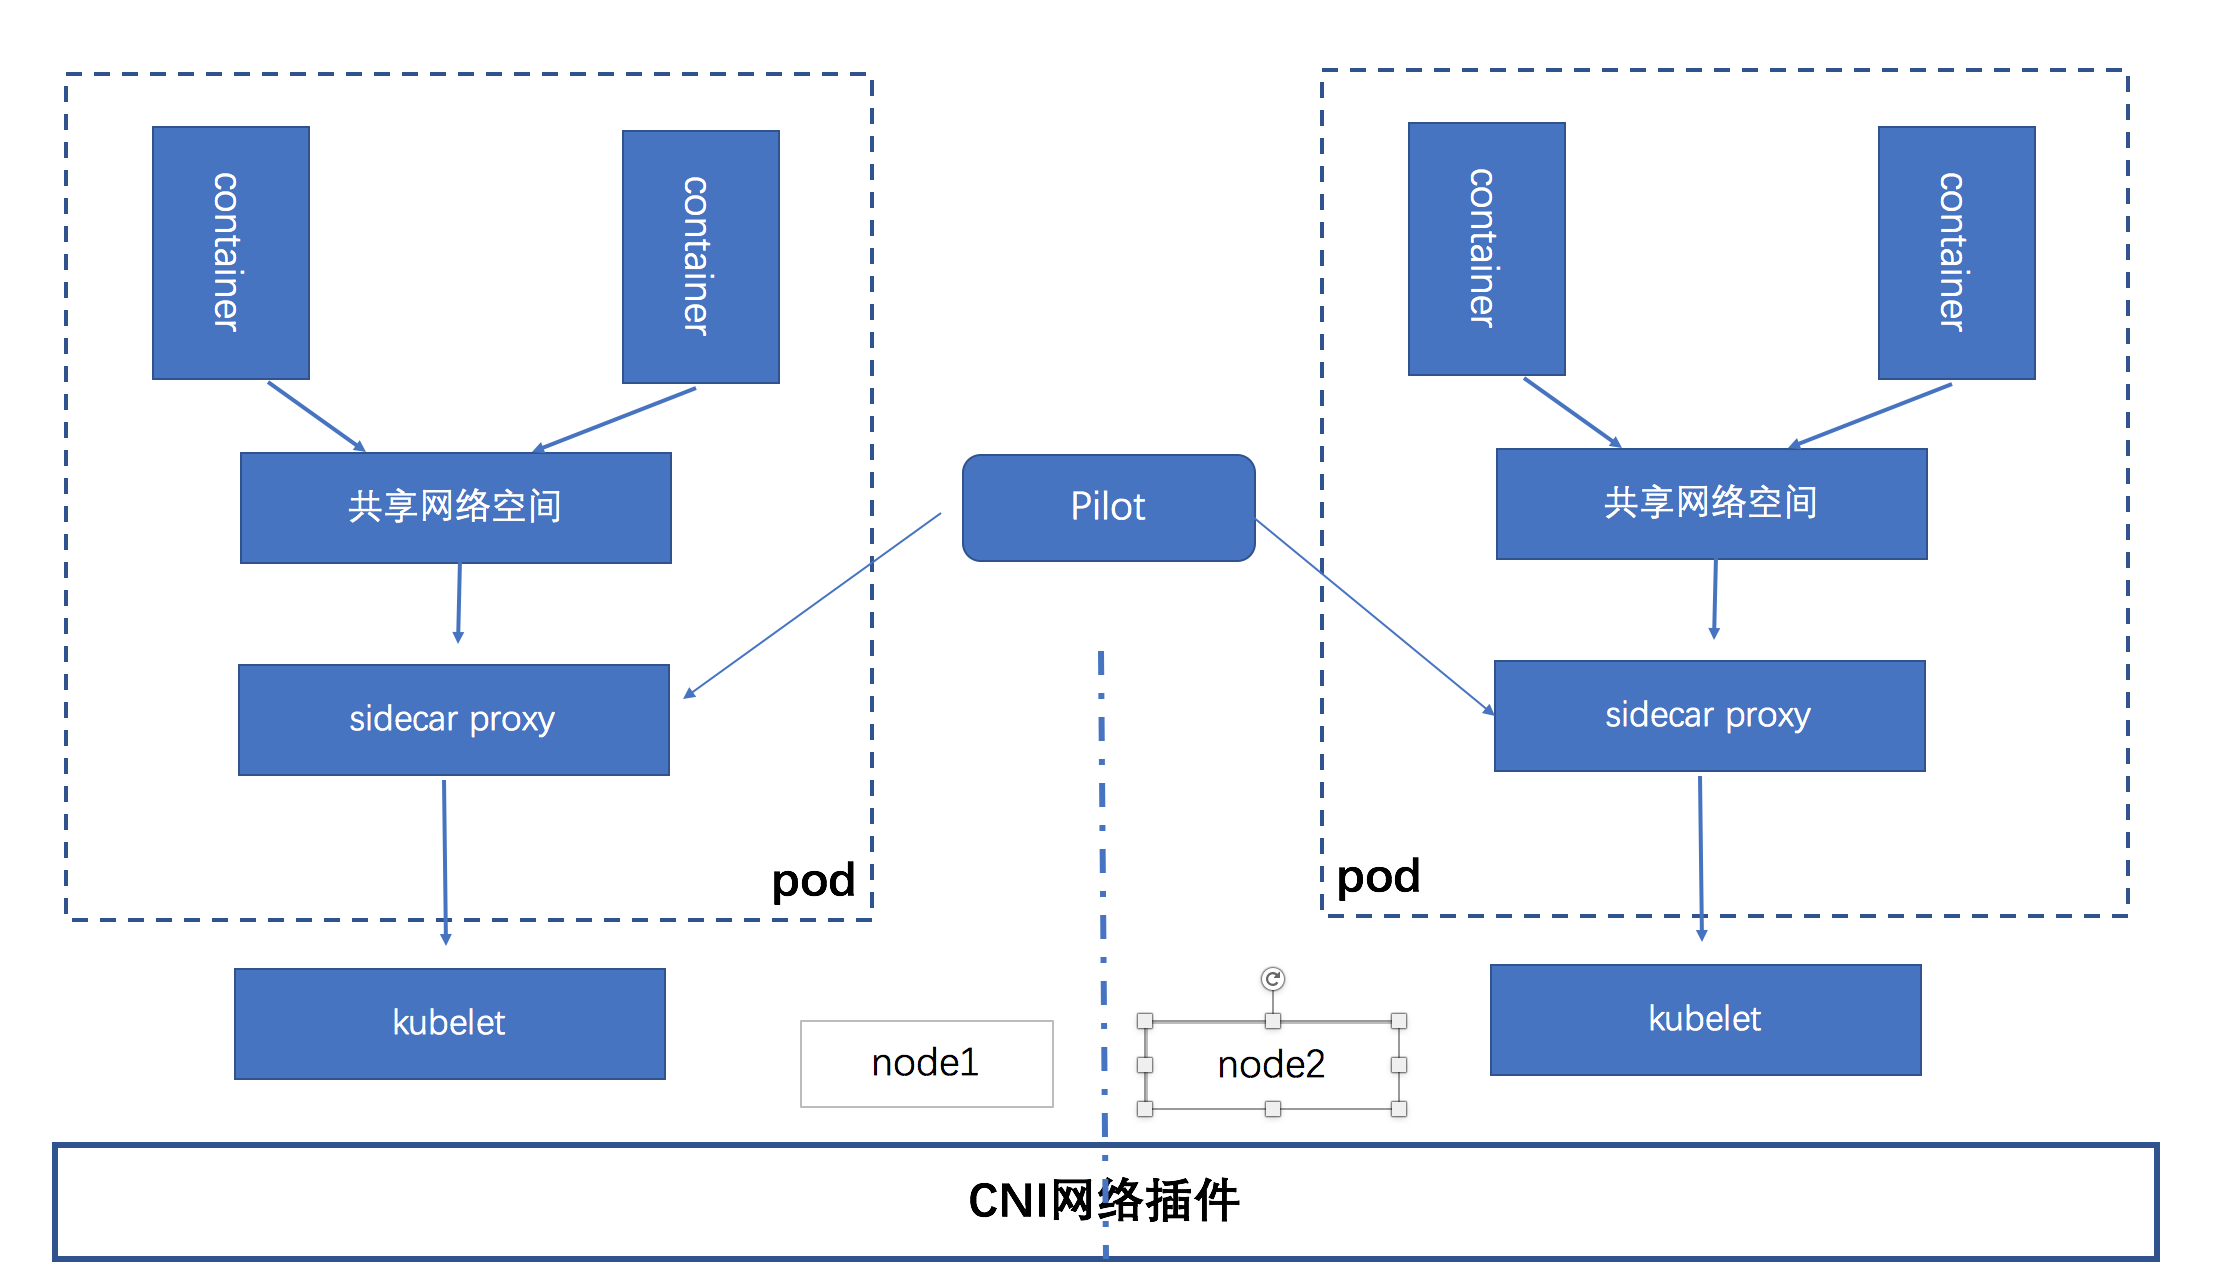 container
container
container
container
共享网络空间
Pilot
共享网络空间
sidecar proxy
sidecar proxy
pod
pod
kubelet
node1
node2
kubelet
CNI网络插件